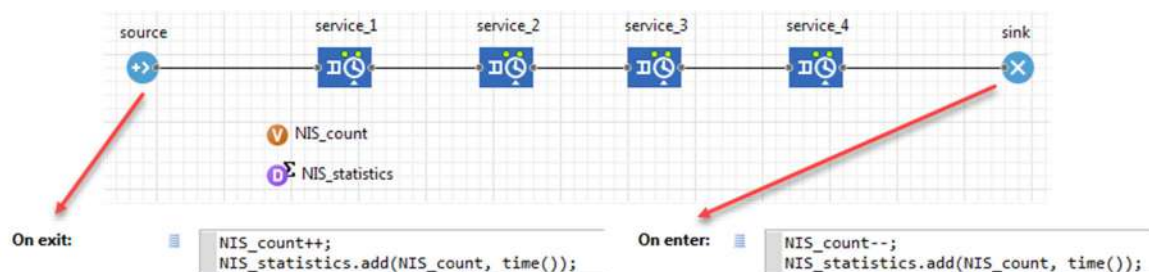 source
service_1
service_2
service_3
service_4
sink
V NIS_count
D Σ NIS_statistics
On exit:
NIS_count++;
NIS_statistics.add(NIS_count, time());
On enter:
NIS_count--;
NIS_statistics.add(NIS_count, time());